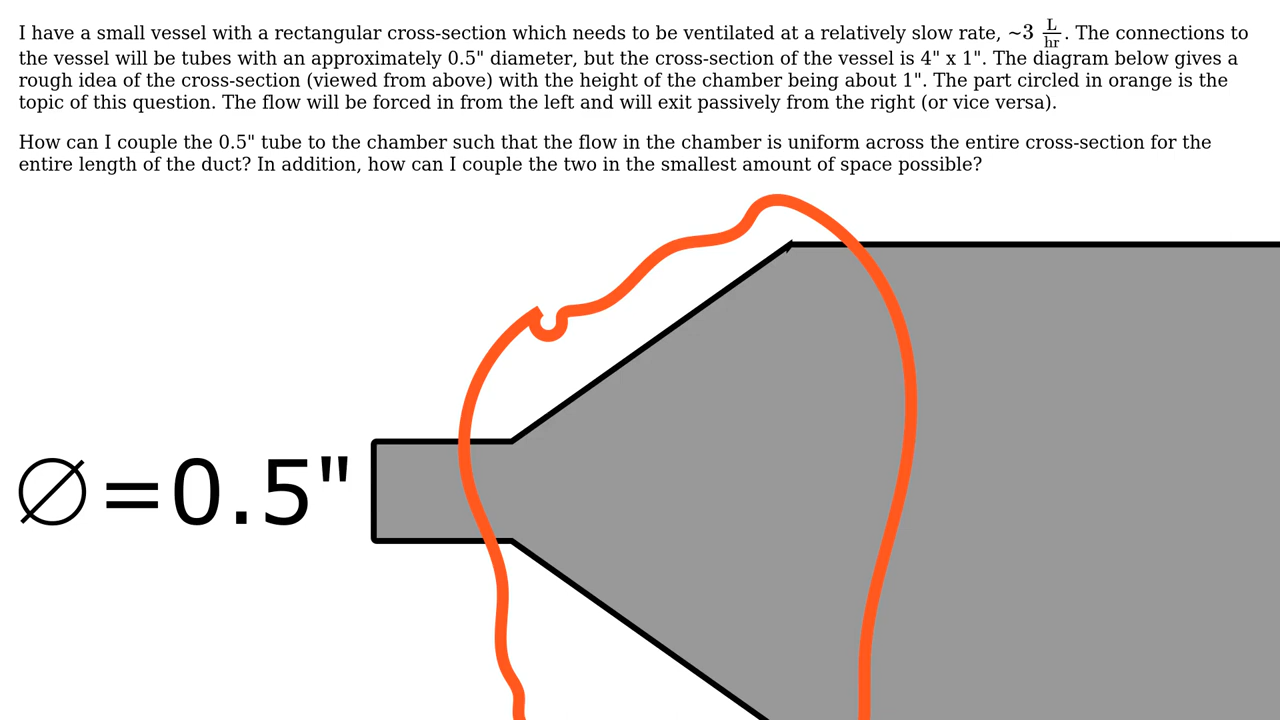 I have a small vessel with a rectangular cross-section which needs to be ventilated at a relatively slow rate, ~3 L/hr. The connections to
the vessel will be tubes with an approximately 0.5" diameter, but the cross-section of the vessel is 4" x 1". The diagram below gives a
rough idea of the cross-section (viewed from above) with the height of the chamber being about 1". The part circled in orange is the
topic of this question. The flow will be forced in from the left and will exit passively from the right (or vice versa).
How can I couple the 0.5" tube to the chamber such that the flow in the chamber is uniform across the entire cross-section for the
entire length of the duct? In addition, how can I couple the two in the smallest amount of space possible?
∅=0.5"